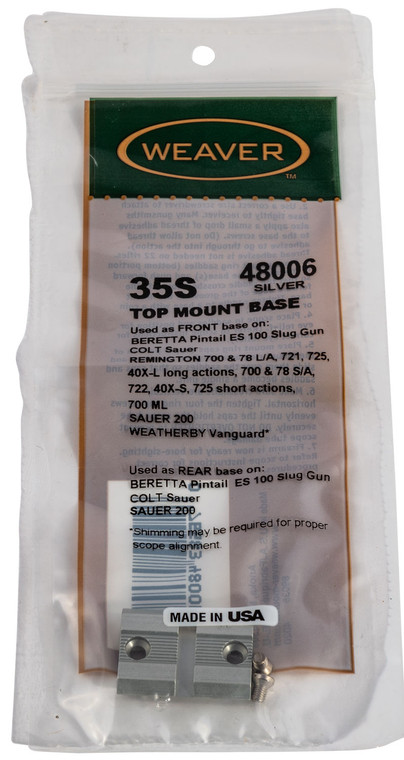 WEAVER
TM
35S
48006
SILVER
TOP MOUNT BASE
Used as FRONT base on:
BERETTA Pintail ES 100 Slug Gun
COLT Sauer
REMINGTON 700 & 78 L/A, 721, 725,
40X-L long actions, 700 & 78 S/A,
722, 40X-S, 725 short actions,
700 ML
SAUER 200
WEATHERBY Vanguard*
Used as REAR base on:
BERETTA Pintail ES 100 Slug Gun
COLT Sauer
SAUER 200
*Shimming may be required for proper
scope alignment.
MADE IN USA